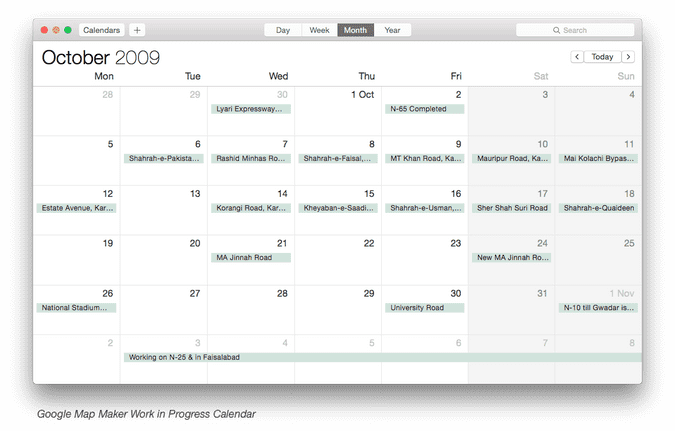 Calendars +
Day Week Month Year
Search
October 2009
< Today >
Mon Tue Wed Thu Fri Sat Sun
28 29 30 1 Oct 2 3 4
Lyari Expressway… N-65 Completed
5 6 7 8 9 10 11
Shahrah-e-Pakista… Rashid Minhas Ro… Shahrah-e-Faisal,… MT Khan Road, Ka… Mauripur Road, Ka… Mai Kolachi Bypas…
12 13 14 15 16 17 18
Estate Avenue, Kar… Korangi Road, Kar… Kheyaban-e-Saadi… Shahrah-e-Usman,… Sher Shah Suri Road Shahrah-e-Quaideen
19 20 21 22 23 24 25
MA Jinnah Road New MA Jinnah Ro…
26 27 28 29 30 31 1 Nov
National Stadium… University Road N-10 till Gwadar is…
2 3 4 5 6 7 8
Working on N-25 & in Faisalabad
Google Map Maker Work in Progress Calendar